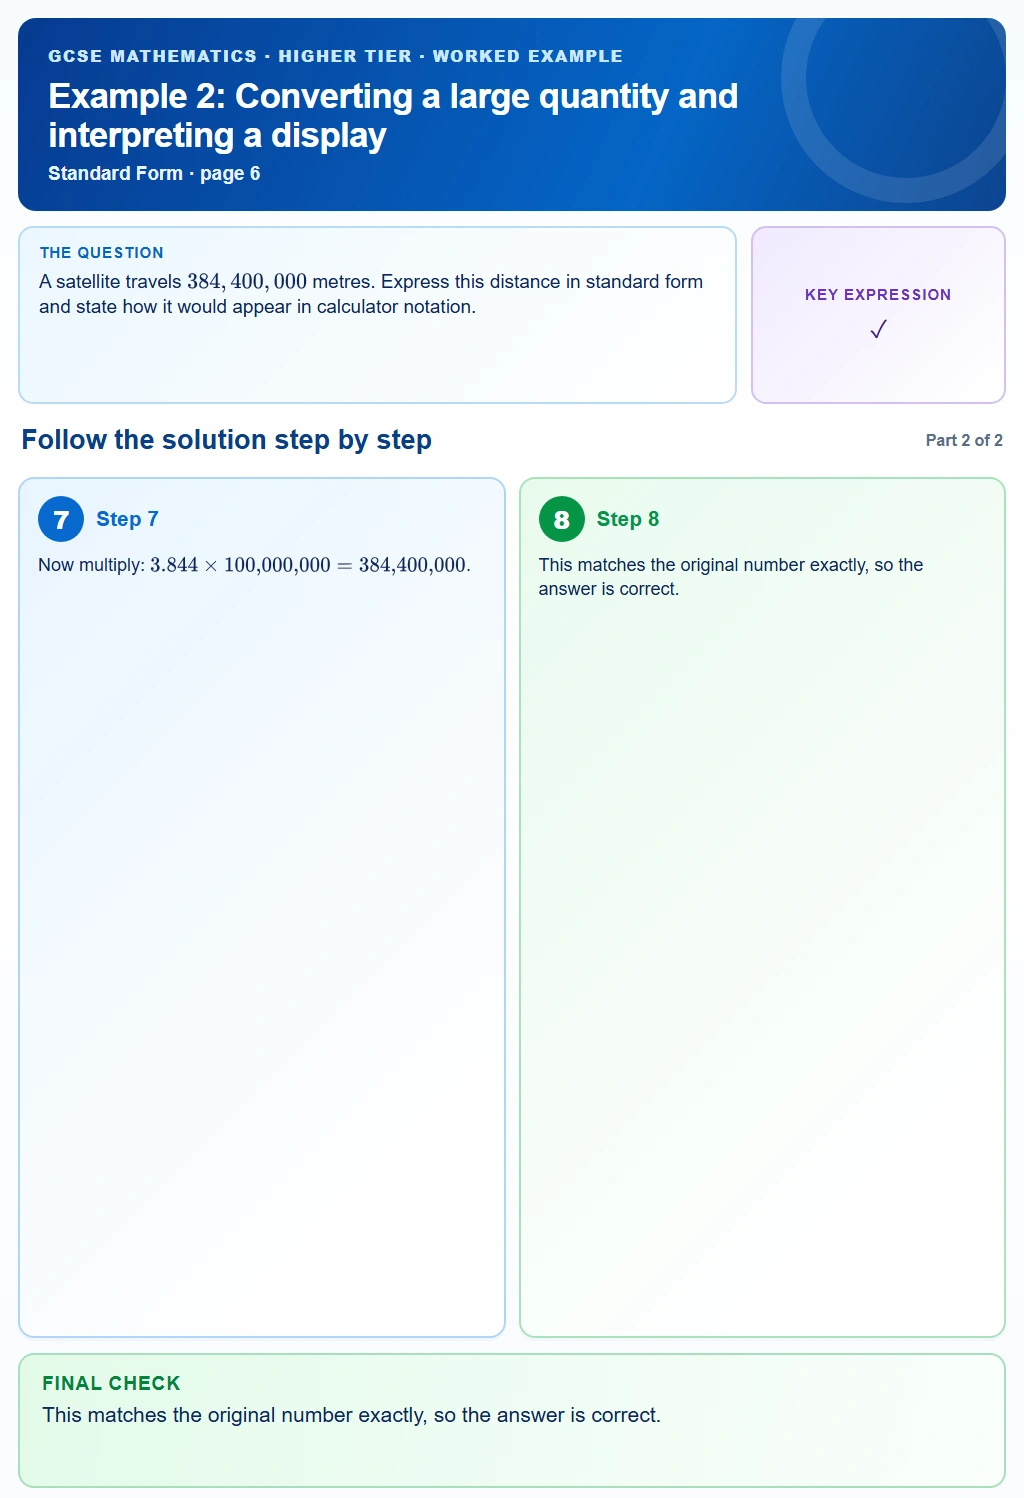 GCSE MATHEMATICS · HIGHER TIER · WORKED EXAMPLE
Example 2: Converting a large quantity and
interpreting a display
Standard Form · page 6
THE QUESTION
A satellite travels 384, 400, 000 metres. Express this distance in standard form
and state how it would appear in calculator notation.
KEY EXPRESSION
✓
Follow the solution step by step
Part 2 of 2
7 Step 7
Now multiply: 3.844 × 100,000,000 = 384,400,000.
8 Step 8
This matches the original number exactly, so the
answer is correct.
FINAL CHECK
This matches the original number exactly, so the answer is correct.